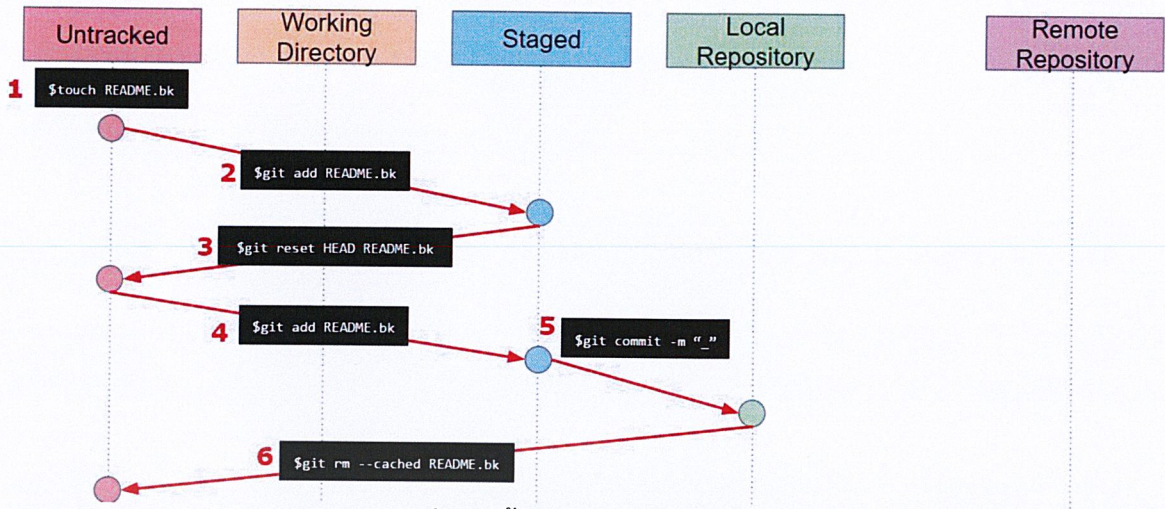 Untracked
Working
Directory
Staged
Local
Repository
Remote
Repository
1
$touch README.bk
2
$git add README.bk
3
$git reset HEAD README.bk
4
$git add README.bk
5
$git commit -m “_”
6
$git rm --cached README.bk